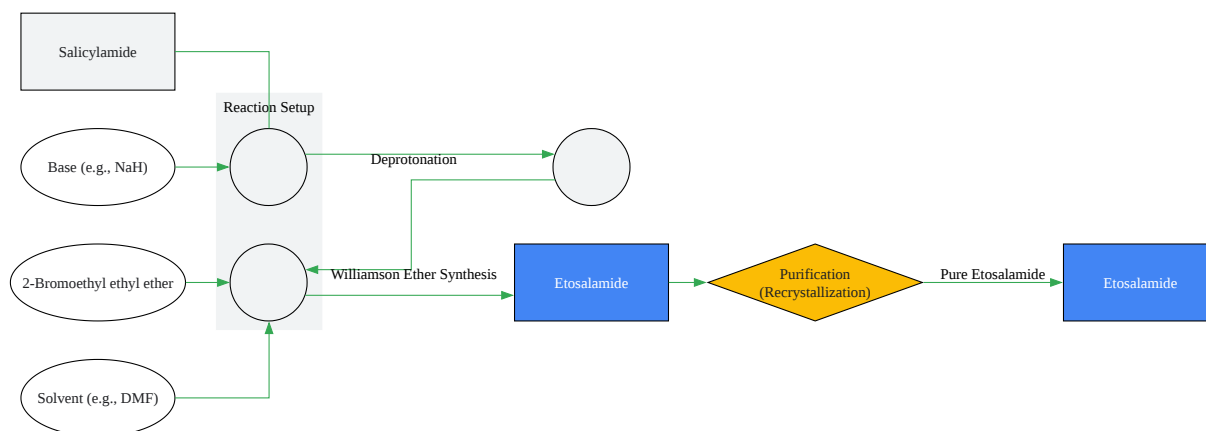 Salicylamide
Reaction Setup
Base (e.g., NaH)
Deprotonation
2-Bromoethyl ethyl ether
Williamson Ether Synthesis
Etosalamide
Purification
(Recrystallization)
Pure Etosalamide
Etosalamide
Solvent (e.g., DMF)